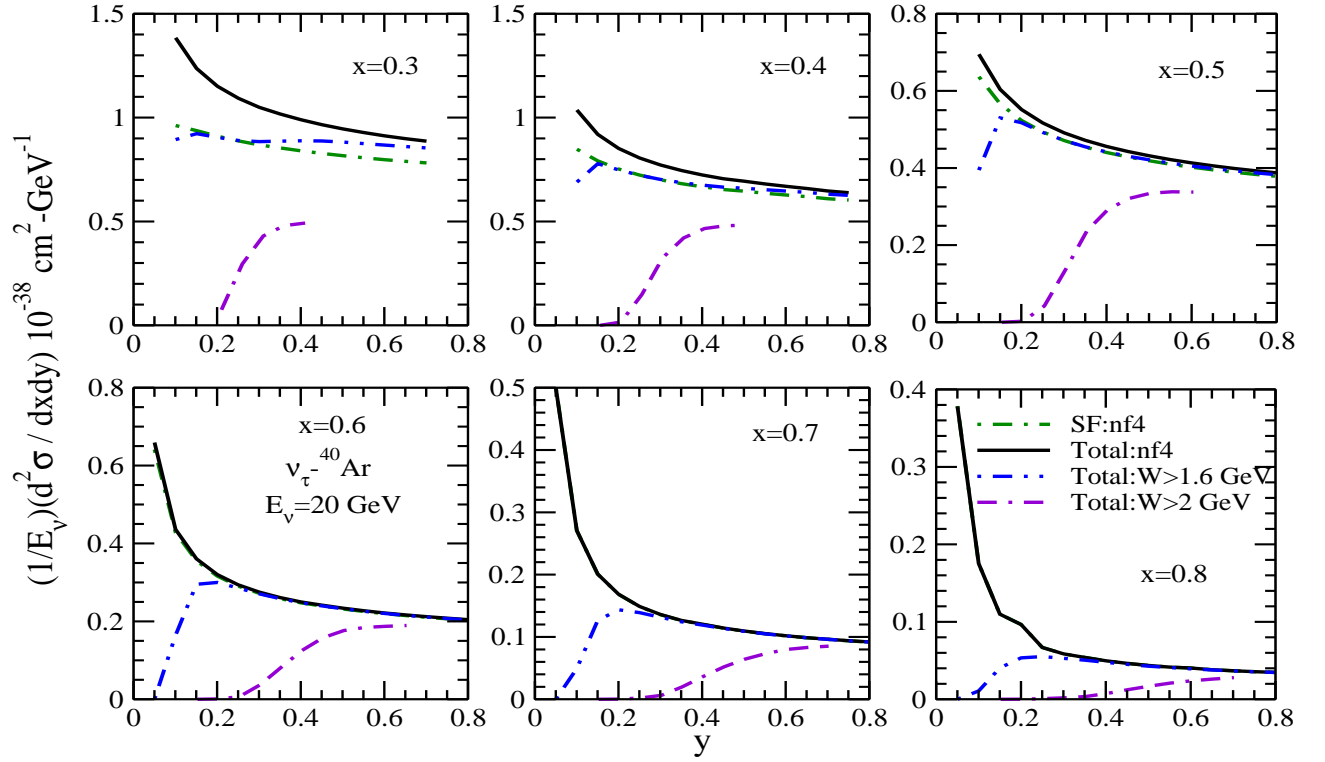 (1/E_ν)(d²σ / dxdy) 10⁻³⁸ cm²-GeV⁻¹
1.5
1
0.5
0
0 0.2 0.4 0.6 0.8
x=0.3
1.5
1
0.5
0
0 0.2 0.4 0.6 0.8
x=0.4
0.8
0.6
0.4
0.2
0
0 0.2 0.4 0.6 0.8
x=0.5
0.8
0.6
0.4
0.2
0
0 0.2 0.4 0.6 0.8
x=0.6
ν_τ-⁴⁰Ar
E_ν=20 GeV
0.5
0.4
0.3
0.2
0.1
0
0 0.2 0.4 0.6 0.8
x=0.7
0.4
0.3
0.2
0.1
0
0 0.2 0.4 0.6 0.8
SF:nf4
Total:nf4
Total:W>1.6 GeV
Total:W>2 GeV
x=0.8
y